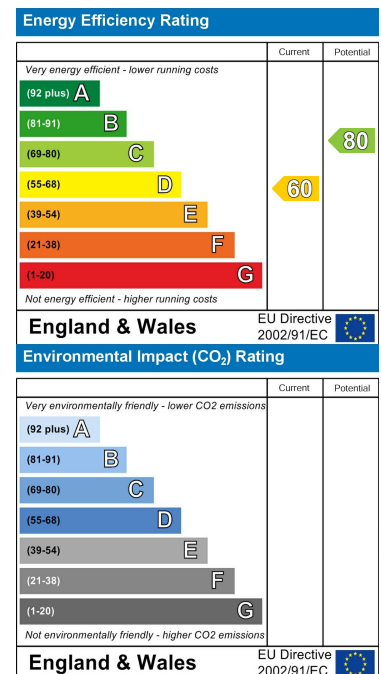 Energy Efficiency Rating
Current Potential
Very energy efficient - lower running costs
(92 plus) A
(81-91) B
(69-80) C
(55-68) D
(39-54) E
(21-38) F
(1-20) G
60
80
Not energy efficient - higher running costs
England & Wales
EU Directive
2002/91/EC
Environmental Impact (CO₂) Rating
Current Potential
Very environmentally friendly - lower CO2 emissions
(92 plus) A
(81-91) B
(69-80) C
(55-68) D
(39-54) E
(21-38) F
(1-20) G
Not environmentally friendly - higher CO2 emissions
England & Wales
EU Directive
2002/91/EC